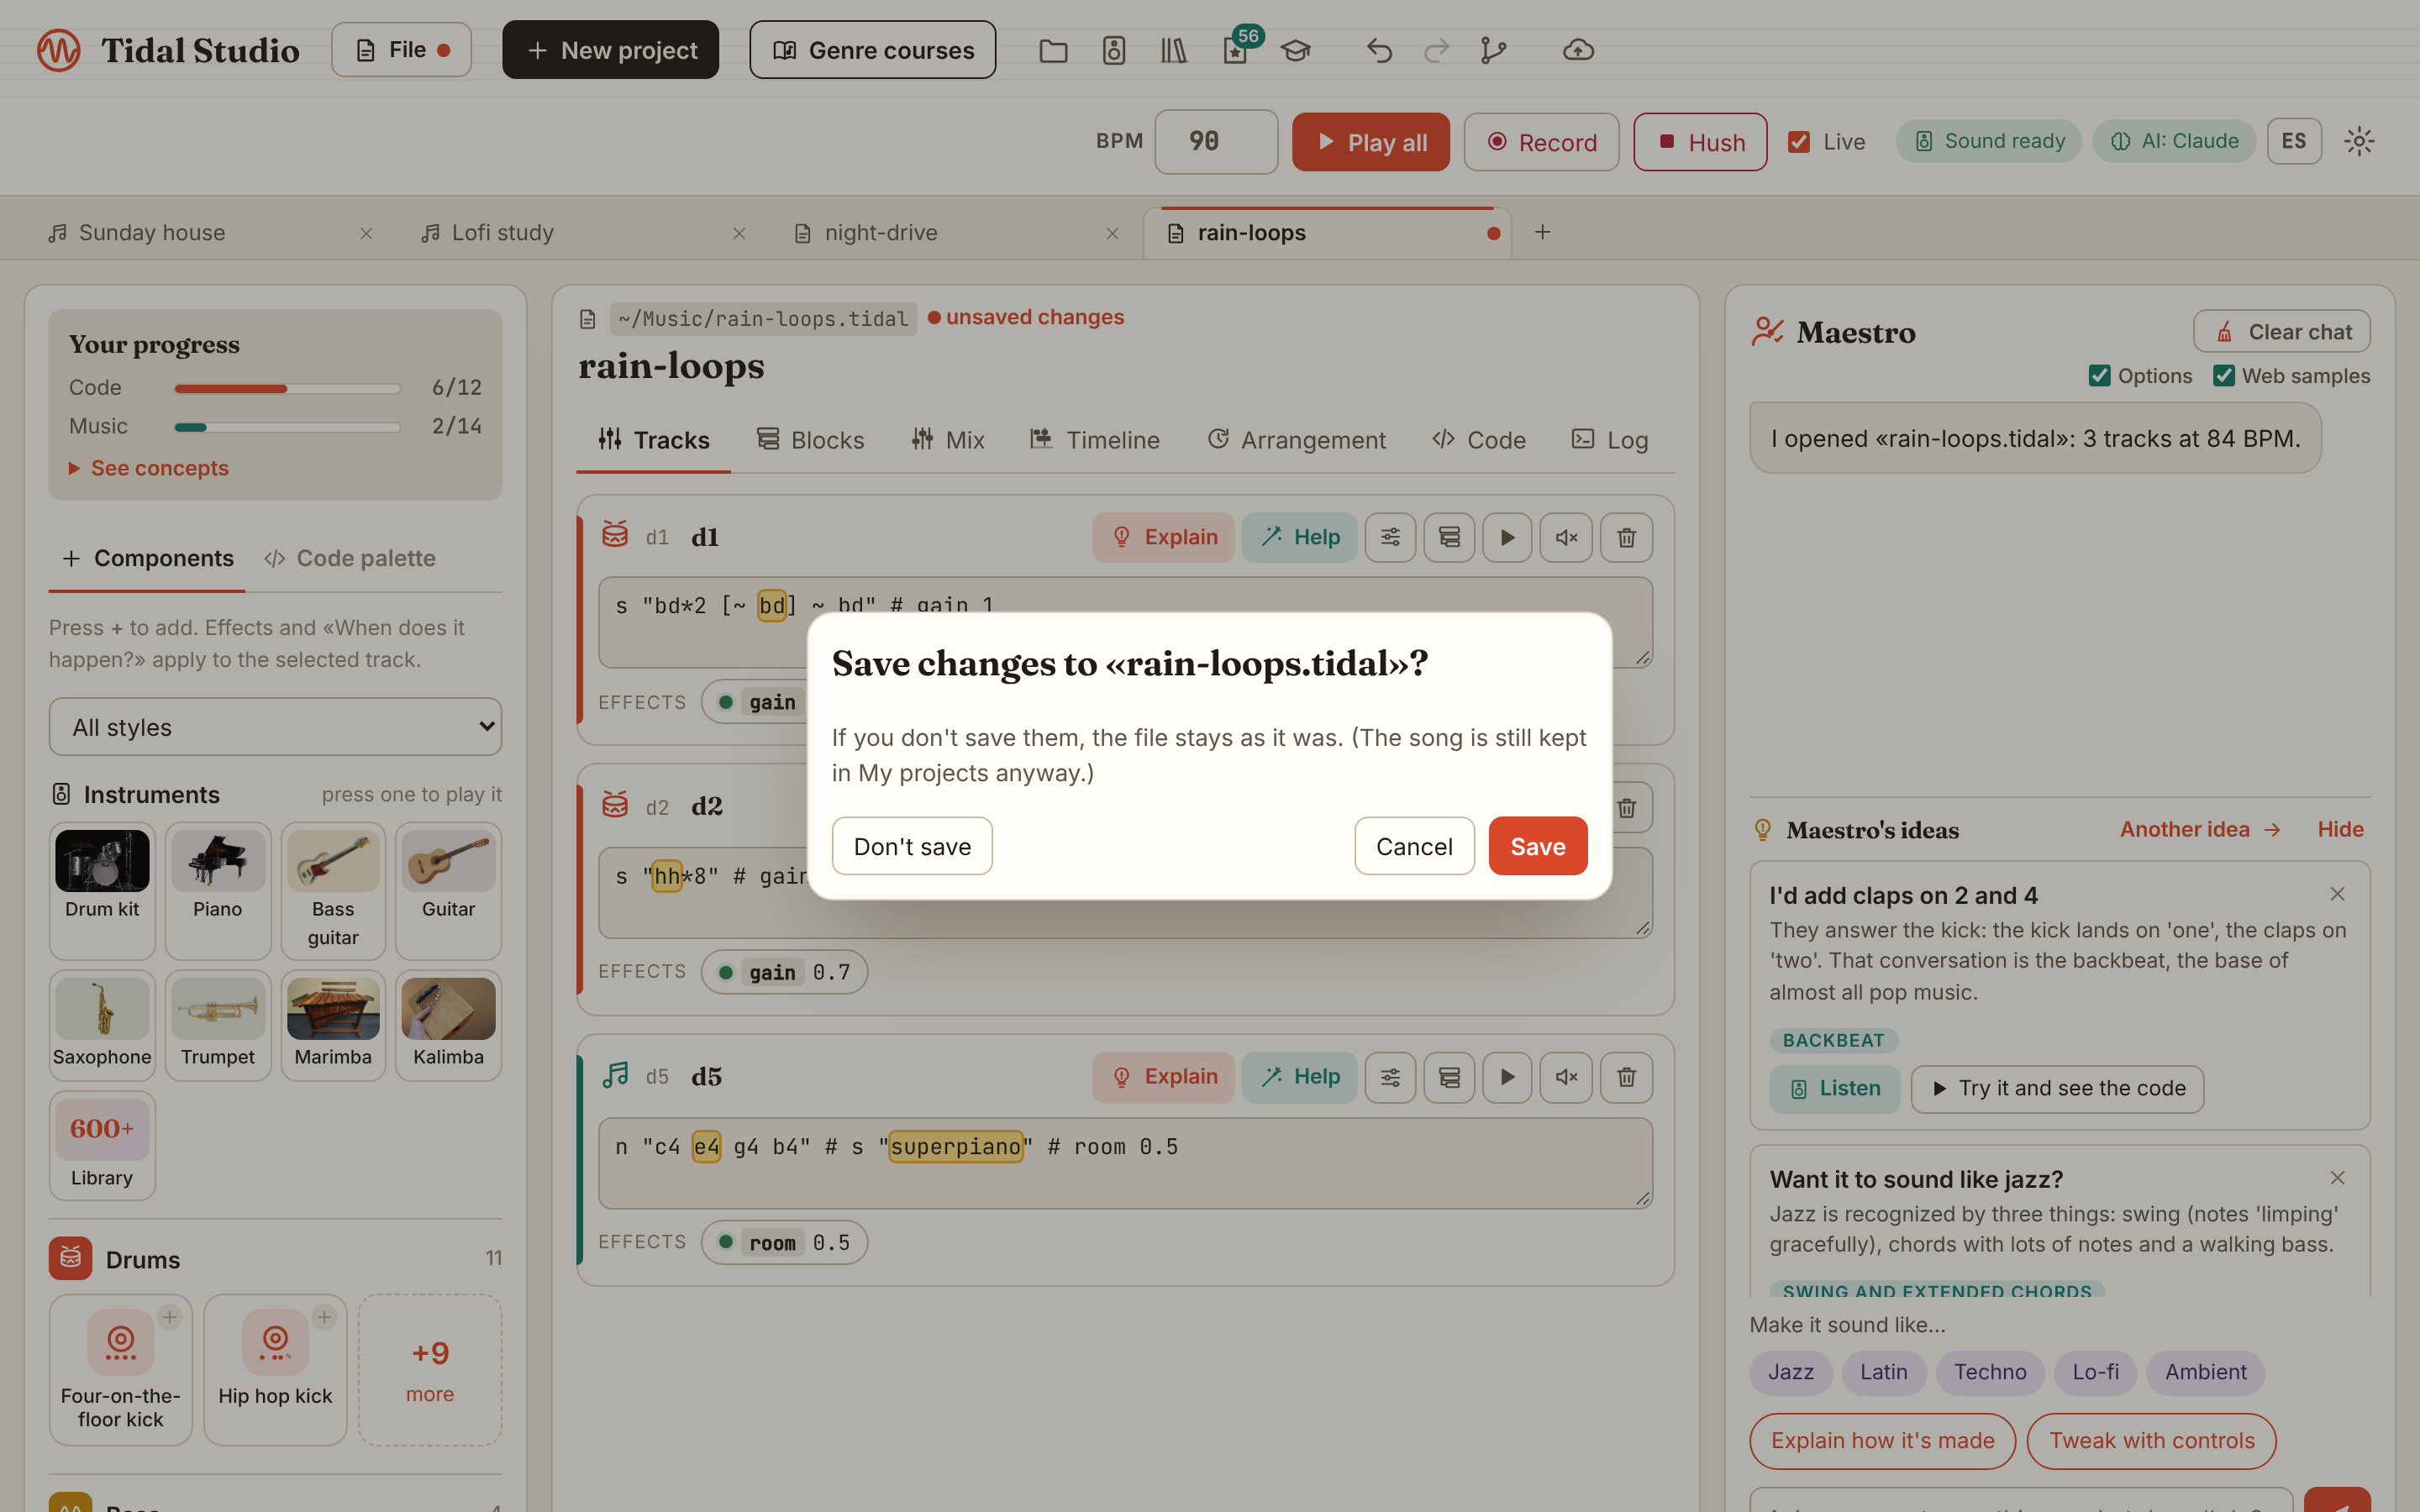 Tidal Studio
File
New project
Genre courses
56
BPM
90
Play all
Record
Hush
Live
Sound ready
AI: Claude
ES
Sunday house
Lofi study
night-drive
rain-loops
Your progress
Code
6/12
Music
2/14
See concepts
Components
Code palette
Press + to add. Effects and «When does it
happen?» apply to the selected track.
All styles
Instruments
press one to play it
Drum kit
Piano
Bass
guitar
Guitar
Saxophone
Trumpet
Marimba
Kalimba
600+
Library
Drums
11
Four-on-the-
floor kick
Hip hop kick
+9
more
~/Music/rain-loops.tidal
unsaved changes
rain-loops
Tracks
Blocks
Mix
Timeline
Arrangement
Code
Log
d1
d1
Explain
Help
s "bd*2 [~ bd] ~ bd" # gain 1
EFFECTS
gain
d2
d2
s "hh*8" # gain
EFFECTS
gain 0.7
d5
d5
Explain
Help
n "c4 e4 g4 b4" # s "superpiano" # room 0.5
EFFECTS
room 0.5
Save changes to «rain-loops.tidal»?
If you don't save them, the file stays as it was. (The song is still kept
in My projects anyway.)
Don't save
Cancel
Save
Maestro
Clear chat
Options
Web samples
I opened «rain-loops.tidal»: 3 tracks at 84 BPM.
Maestro's ideas
Another idea
Hide
I'd add claps on 2 and 4
They answer the kick: the kick lands on 'one', the claps on
'two'. That conversation is the backbeat, the base of
almost all pop music.
BACKBEAT
Listen
Try it and see the code
Want it to sound like jazz?
Jazz is recognized by three things: swing (notes 'limping'
gracefully), chords with lots of notes and a walking bass.
SWING AND EXTENDED CHORDS
Make it sound like...
Jazz
Latin
Techno
Lo-fi
Ambient
Explain how it's made
Tweak with controls